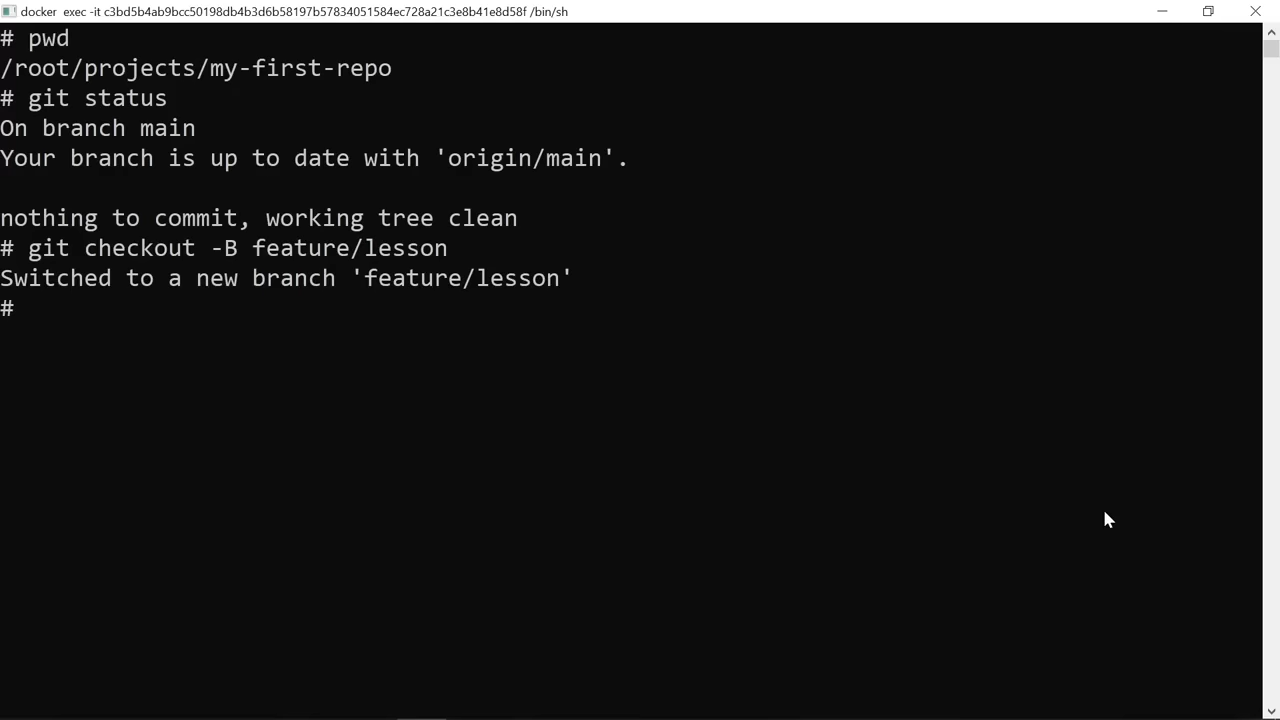 docker exec -it c3bd5b4ab9bcc50198db4b3d6b58197b57834051584ec728a21c3e8b41e8d58f /bin/sh
# pwd
/root/projects/my-first-repo
# git status
On branch main
Your branch is up to date with 'origin/main'.
nothing to commit, working tree clean
# git checkout -B feature/lesson
Switched to a new branch 'feature/lesson'
#